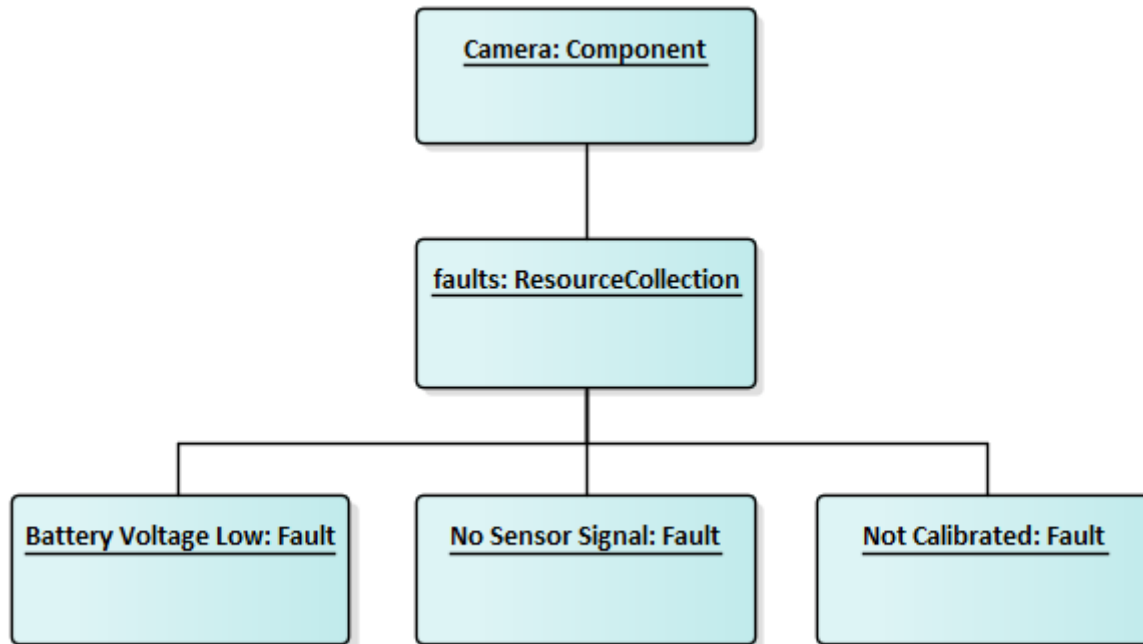 Camera: Component
faults: ResourceCollection
Battery Voltage Low: Fault
No Sensor Signal: Fault
Not Calibrated: Fault